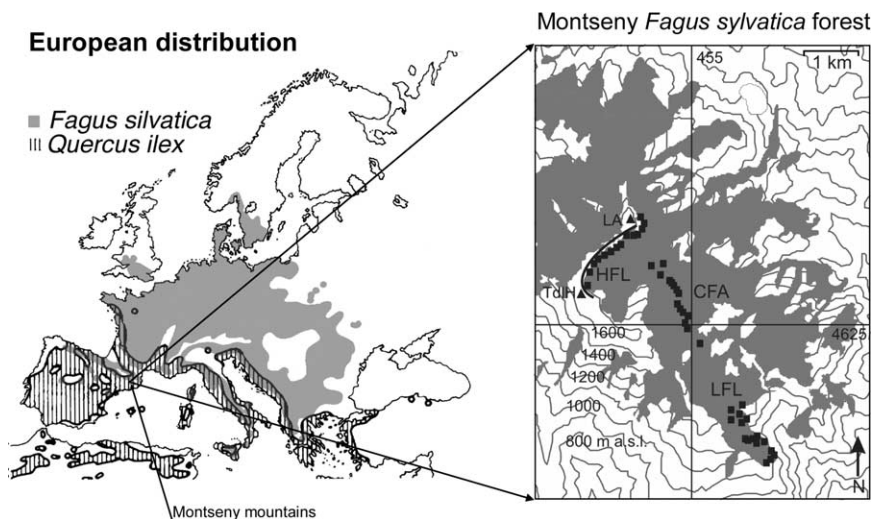 European distribution
Fagus silvatica
Quercus ilex
Montseny mountains
Montseny Fagus sylvatica forest
455
1 km
LA
HFL
TdlH
CFA
4625
1600
1400
1200
1000
800 m a.s.l.
LFL
N